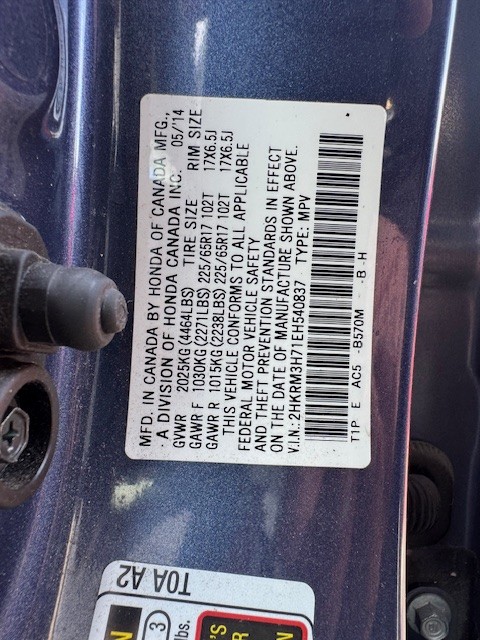 MFD. IN CANADA BY HONDA OF CANADA MFG.,
A DIVISION OF HONDA CANADA INC. 05/'14
GVWR 2025KG(4464LBS) TIRE SIZE RIM SIZE
GAWR F 1030KG(2271LBS) 225/65R17 102T 17X6.5J
GAWR R 1015KG(2238LBS) 225/65R17 102T 17X6.5J
THIS VEHICLE CONFORMS TO ALL APPLICABLE
FEDERAL MOTOR VEHICLE SAFETY
AND THEFT PREVENTION STANDARDS IN EFFECT
ON THE DATE OF MANUFACTURE SHOWN ABOVE.
V.I.N.:2HKRM3H71EH540837 TYPE: MPV
T1P E AC5 -B570M -B-H
T0A A2
3
lbs.